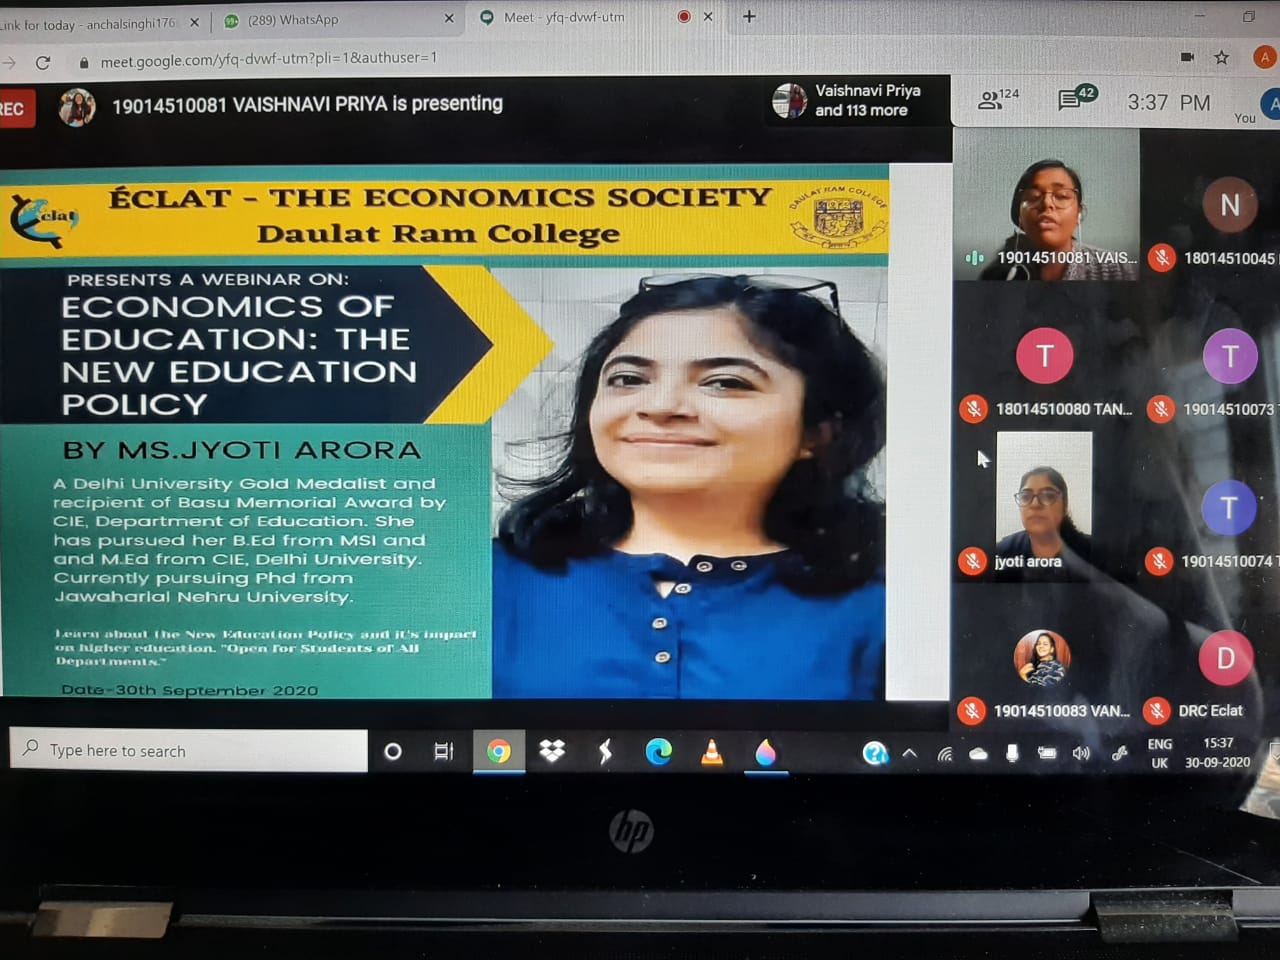 Link for today - anchalsinghi176
(289) WhatsApp
Meet - yfq-dvwf-utm
meet.google.com/yfq-dvwf-utm?pli=1&authuser=1
A
REC
19014510081 VAISHNAVI PRIYA is presenting
Vaishnavi Priya
and 113 more
124
42
3:37 PM
You
A
eclat
ÉCLAT - THE ECONOMICS SOCIETY
Daulat Ram College
DAULAT RAM COLLEGE
PRESENTS A WEBINAR ON:
ECONOMICS OF
EDUCATION: THE
NEW EDUCATION
POLICY
BY MS.JYOTI ARORA
A Delhi University Gold Medalist and
recipient of Basu Memorial Award by
CIE, Department of Education. She
has pursued her B.Ed from MSI and
and M.Ed from CIE, Delhi University.
Currently pursuing Phd from
Jawaharlal Nehru University.
Learn about the New Education Policy and it's impact
on higher education. "Open for Students of All
Departments."
Date-30th September 2020
19014510081 VAIS...
N
18014510045
T
18014510080 TAN...
T
19014510073
jyoti arora
T
19014510074 T
19014510083 VAN...
D
DRC Eclat
Type here to search
ENG
UK
15:37
30-09-2020
hp